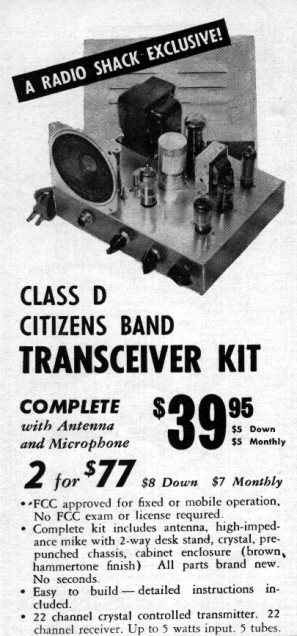 A RADIO SHACK EXCLUSIVE!
CLASS D
CITIZENS BAND
TRANSCEIVER KIT
COMPLETE
with Antenna
and Microphone
$39 95
$5 Down
$5 Monthly
2 for $77 $8 Down $7 Monthly
• FCC approved for fixed or mobile operation.
No FCC exam or license required.
• Complete kit includes antenna, high-imped-
ance mike with 2-way desk stand, crystal, pre-
punched chassis, cabinet enclosure (brown,
hammertone finish) All parts brand new.
No seconds.
• Easy to build — detailed instructions in-
cluded.
• 22 channel crystal controlled transmitter. 22
channel receiver. Up to 5 watts input. 5 tubes.